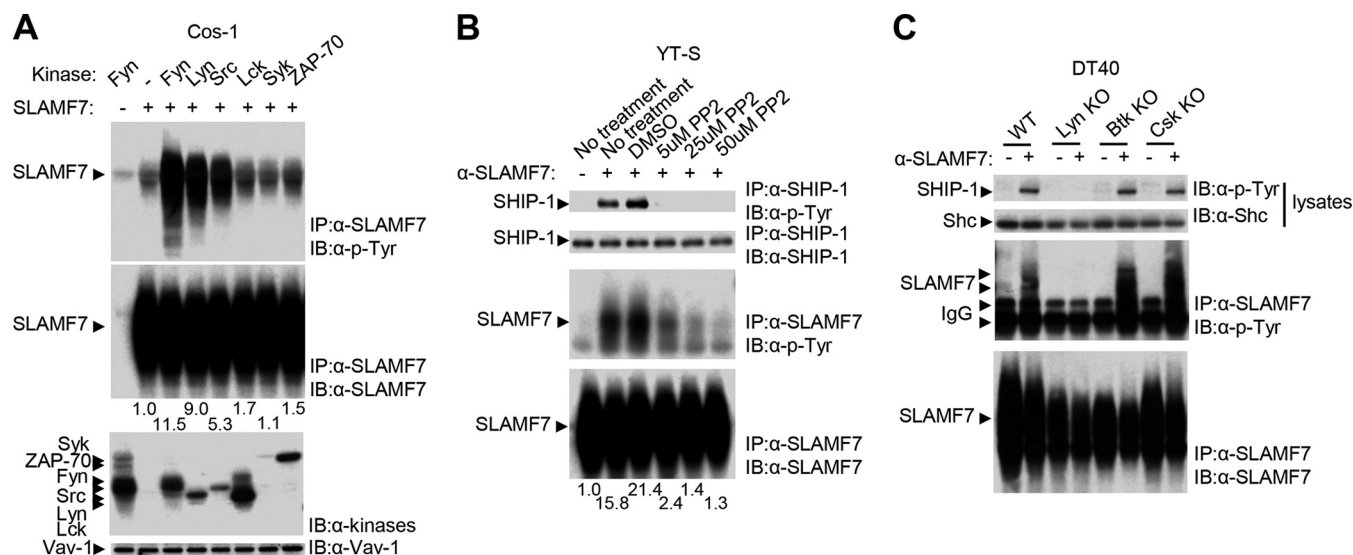 A
Cos-1
Kinase: Fyn - Fyn Lyn Src Lck Syk ZAP-70
SLAMF7: - + + + + + + +
SLAMF7
IP:α-SLAMF7
IB:α-p-Tyr
SLAMF7
IP:α-SLAMF7
IB:α-SLAMF7
1.0 11.5 9.0 5.3 1.7 1.1 1.5
Syk
ZAP-70
Fyn
Src
Lyn
Lck
IB:α-kinases
Vav-1
IB:α-Vav-1
B
YT-S
No treatment
No treatment
DMSO
5uM PP2
25uM PP2
50uM PP2
α-SLAMF7: - + + + + +
SHIP-1
IP:α-SHIP-1
IB:α-p-Tyr
SHIP-1
IP:α-SHIP-1
IB:α-SHIP-1
SLAMF7
IP:α-SLAMF7
IB:α-p-Tyr
SLAMF7
IP:α-SLAMF7
IB:α-SLAMF7
1.0 15.8 21.4 2.4 1.4 1.3
C
DT40
WT Lyn KO Btk KO Csk KO
α-SLAMF7: - + - + - + - +
SHIP-1
IB:α-p-Tyr
Shc
IB:α-Shc
lysates
SLAMF7
IgG
IP:α-SLAMF7
IB:α-p-Tyr
SLAMF7
IP:α-SLAMF7
IB:α-SLAMF7